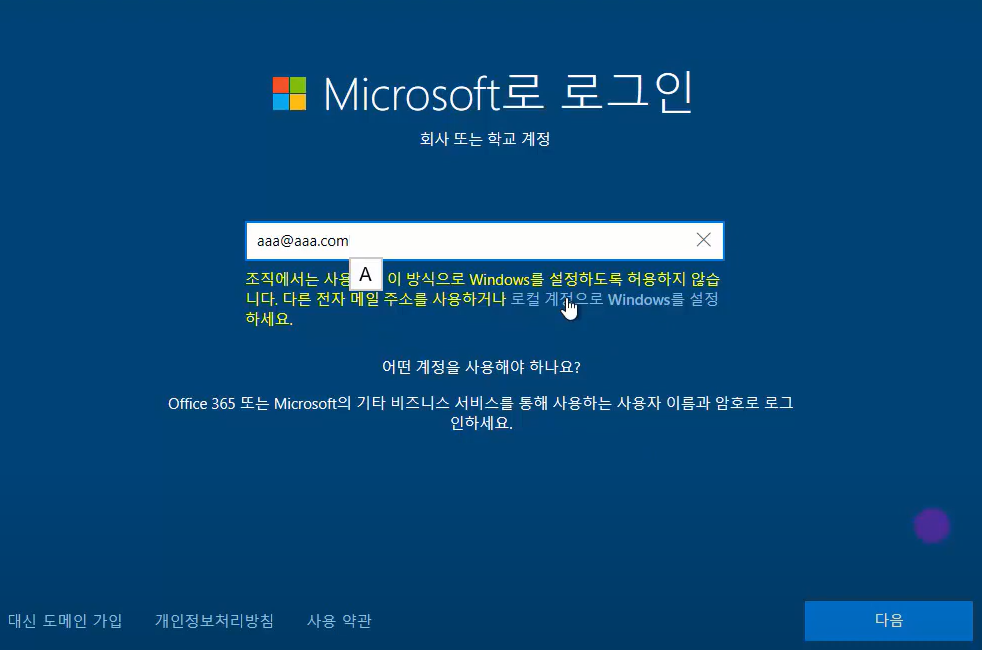 Microsoft로 로그인
회사 또는 학교 계정
aaa@aaa.com
A
조직에서는 사용 이 방식으로 Windows를 설정하도록 허용하지 않습
니다. 다른 전자 메일 주소를 사용하거나 로컬 계정으로 Windows를 설정
하세요.
어떤 계정을 사용해야 하나요?
Office 365 또는 Microsoft의 기타 비즈니스 서비스를 통해 사용하는 사용자 이름과 암호로 로그
인하세요.
대신 도메인 가입 개인정보처리방침 사용 약관
다음